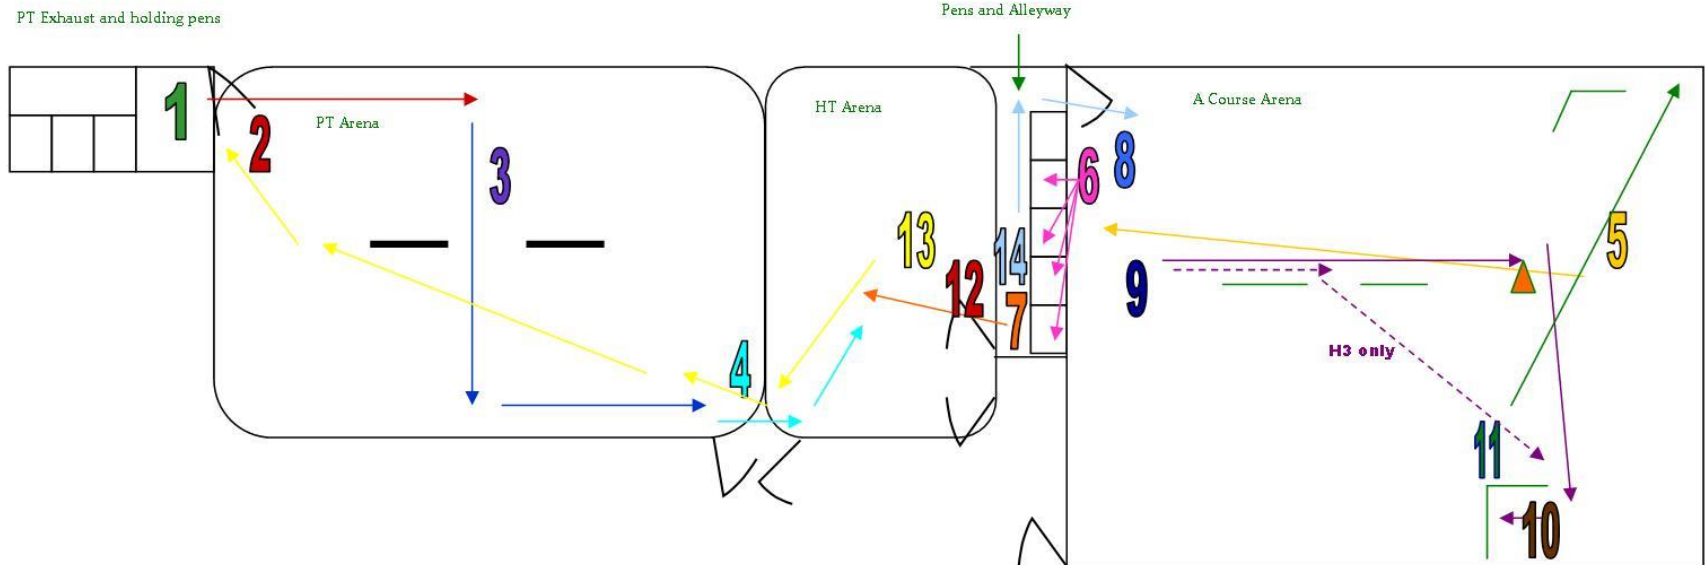 PT Exhaust and holding pens
Pens and Alleyway
PT Arena
HT Arena
A Course Arena
1
2
3
4
5
6
7
8
9
10
11
12
13
14
H3 only